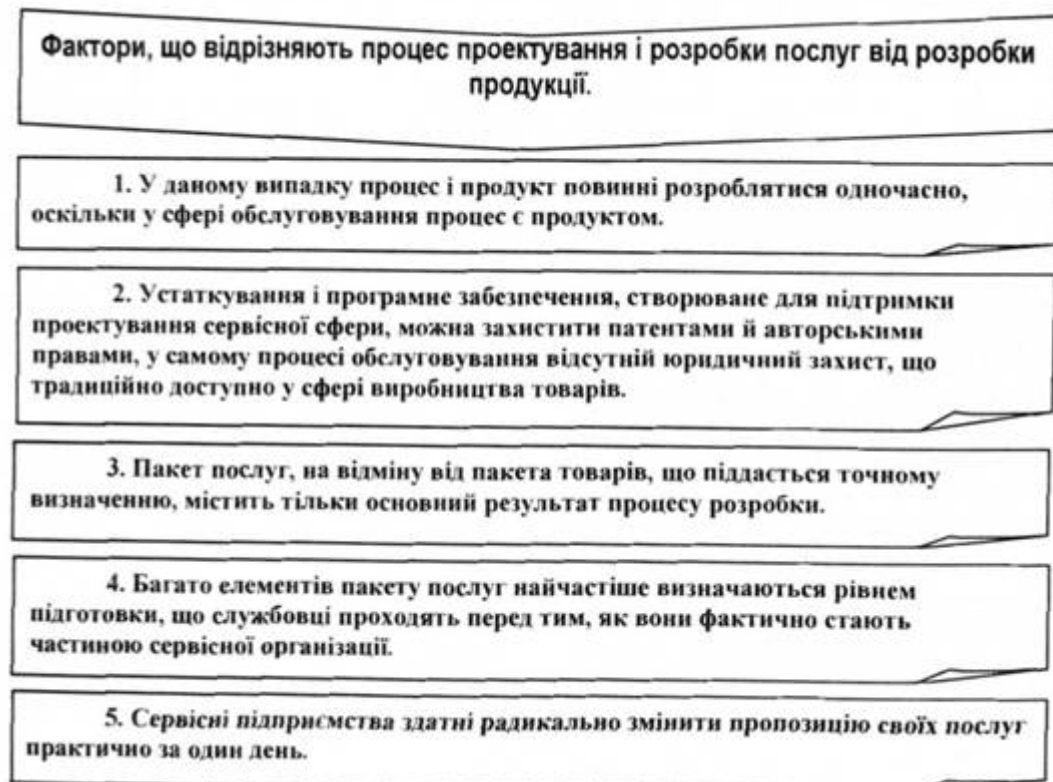 Фактори, що відрізняють процес проектування і розробки послуг від розробки
продукції.
1. У даному випадку процес і продукт повинні розроблятися одночасно,
оскільки у сфері обслуговування процес є продуктом.
2. Устаткування і програмне забезпечення, створюване для підтримки
проектування сервісної сфери, можна захистити патентами й авторськими
правами, у самому процесі обслуговування відсутній юридичний захист, що
традиційно доступно у сфері виробництва товарів.
3. Пакет послуг, на відміну від пакета товарів, що піддається точному
визначенню, містить тільки основний результат процесу розробки.
4. Багато елементів пакету послуг найчастіше визначаються рівнем
підготовки, що службовці проходять перед тим, як вони фактично стають
частиною сервісної організації.
5. Сервісні підприємства здатні радикально змінити пропозицію своїх послуг
практично за один день.